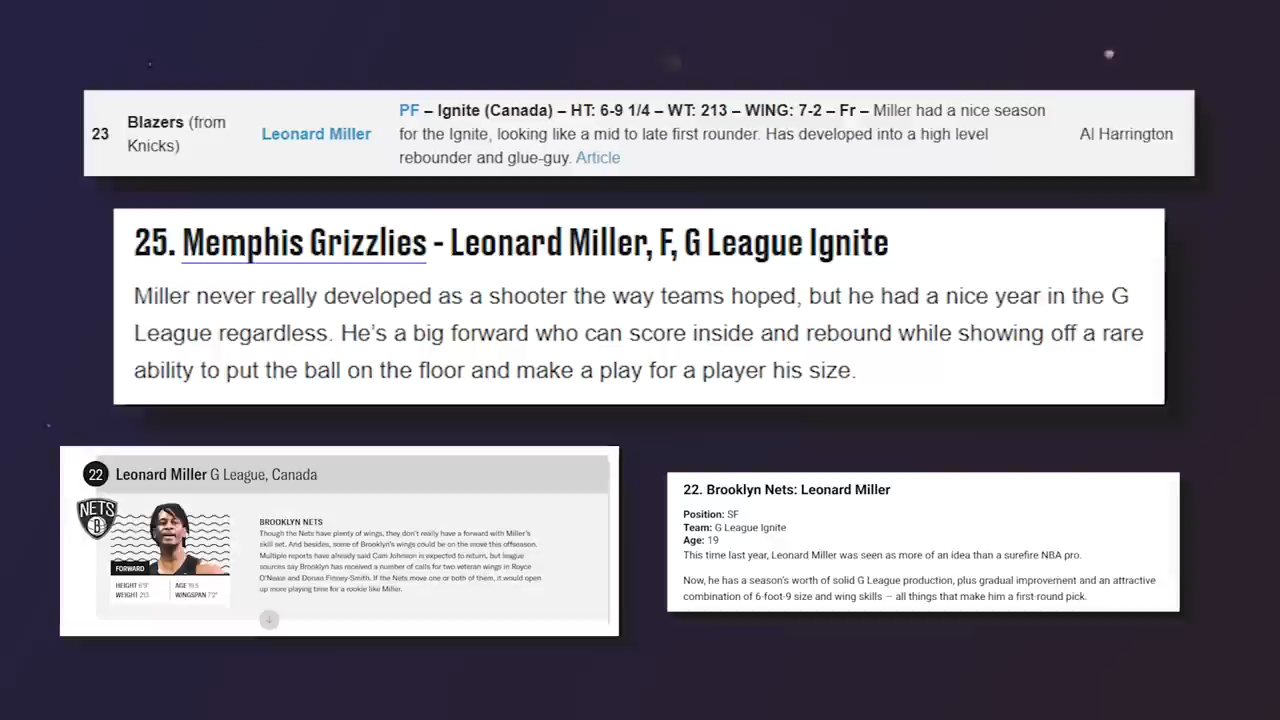 23 Blazers (from Knicks) Leonard Miller PF – Ignite (Canada) – HT: 6-9 1/4 – WT: 213 – WING: 7-2 – Fr – Miller had a nice season
for the Ignite, looking like a mid to late first rounder. Has developed into a high level
rebounder and glue-guy. Article
Al Harrington
25. Memphis Grizzlies - Leonard Miller, F, G League Ignite
Miller never really developed as a shooter the way teams hoped, but he had a nice year in the G
League regardless. He's a big forward who can score inside and rebound while showing off a rare
ability to put the ball on the floor and make a play for a player his size.
22 Leonard Miller G League, Canada
NETS
B
BROOKLYN NETS
Though the Nets have plenty of wings, they don't really have a forward with Miller's
skill set. And besides, some of Brooklyn's wings could be on the move this offseason.
Multiple reports have already said Cam Johnson is expected to return, but league
sources say Brooklyn has received a number of calls for two veteran wings in Royce
O'Neale and Dorian Finney-Smith. If the Nets move one or both of them, it would open
up more playing time for a rookie like Miller.
FORWARD
HEIGHT 6'9" AGE 19.5
WEIGHT 213 WINGSPAN 7'2"
22. Brooklyn Nets: Leonard Miller
Position: SF
Team: G League Ignite
Age: 19
This time last year, Leonard Miller was seen as more of an idea than a surefire NBA pro.
Now, he has a season's worth of solid G League production, plus gradual improvement and an attractive
combination of 6-foot-9 size and wing skills — all things that make him a first-round pick.